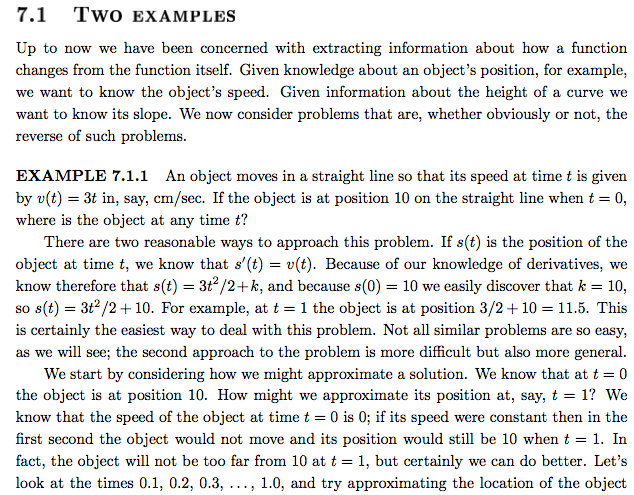 7.1 Two examples
Up to now we have been concerned with extracting information about how a function
changes from the function itself. Given knowledge about an object's position, for example,
we want to know the object's speed. Given information about the height of a curve we
want to know its slope. We now consider problems that are, whether obviously or not, the
reverse of such problems.
EXAMPLE 7.1.1 An object moves in a straight line so that its speed at time t is given
by v(t) = 3t in, say, cm/sec. If the object is at position 10 on the straight line when t = 0,
where is the object at any time t?
There are two reasonable ways to approach this problem. If s(t) is the position of the
object at time t, we know that s′(t) = v(t). Because of our knowledge of derivatives, we
know therefore that s(t) = 3t²/2+k, and because s(0) = 10 we easily discover that k = 10,
so s(t) = 3t²/2 + 10. For example, at t = 1 the object is at position 3/2 + 10 = 11.5. This
is certainly the easiest way to deal with this problem. Not all similar problems are so easy,
as we will see; the second approach to the problem is more difficult but also more general.
We start by considering how we might approximate a solution. We know that at t = 0
the object is at position 10. How might we approximate its position at, say, t = 1? We
know that the speed of the object at time t = 0 is 0; if its speed were constant then in the
first second the object would not move and its position would still be 10 when t = 1. In
fact, the object will not be too far from 10 at t = 1, but certainly we can do better. Let's
look at the times 0.1, 0.2, 0.3, ..., 1.0, and try approximating the location of the object